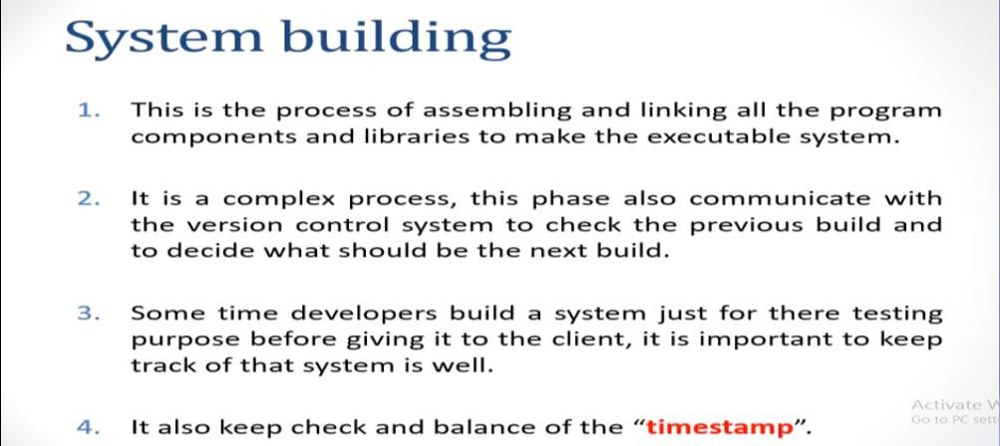 System building
1. This is the process of assembling and linking all the program
components and libraries to make the executable system.
2. It is a complex process, this phase also communicate with
the version control system to check the previous build and
to decide what should be the next build.
3. Some time developers build a system just for there testing
purpose before giving it to the client, it is important to keep
track of that system is well.
4. It also keep check and balance of the “timestamp”.
Activate
Go to PC